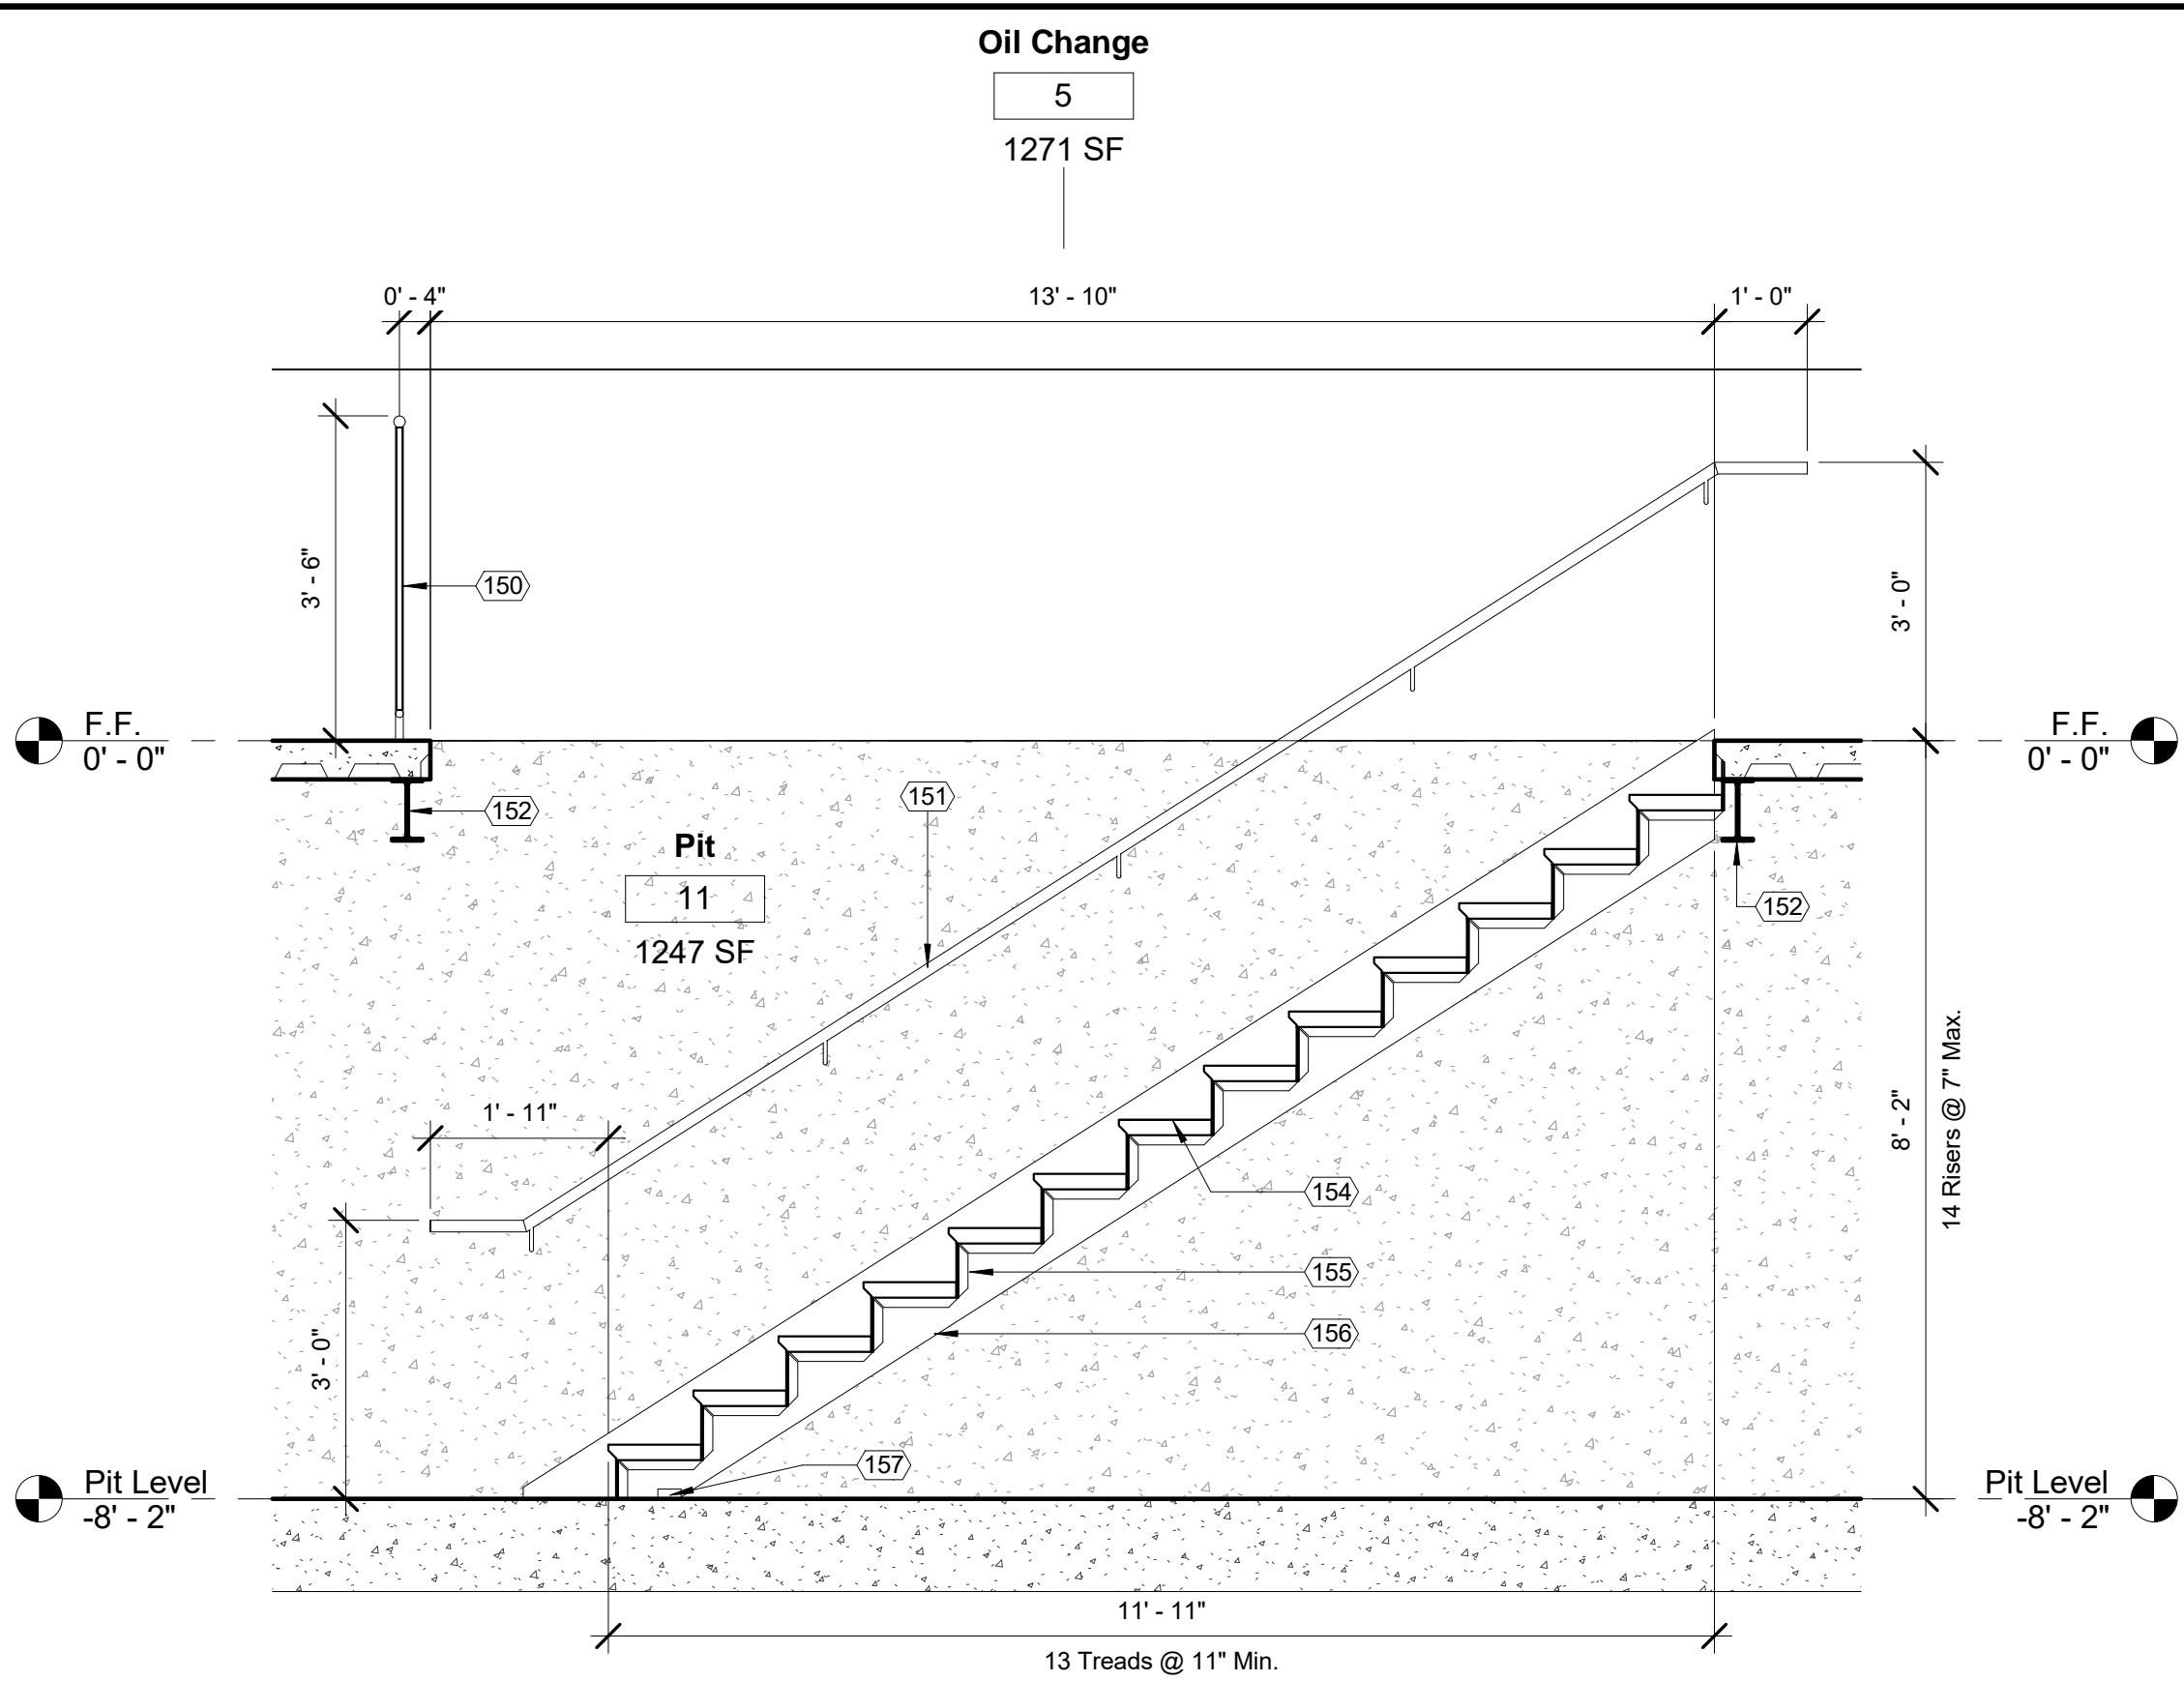 Oil Change
5
1271 SF
0' - 4"
13' - 10"
1' - 0"
3' - 6"
150
3' - 0"
F.F.
0' - 0"
F.F.
0' - 0"
152
151
Pit
11
1247 SF
152
1' - 11"
8' - 2"
14 Risers @ 7" Max.
154
155
156
3' - 0"
157
Pit Level
-8' - 2"
Pit Level
-8' - 2"
11' - 11"
13 Treads @ 11" Min.